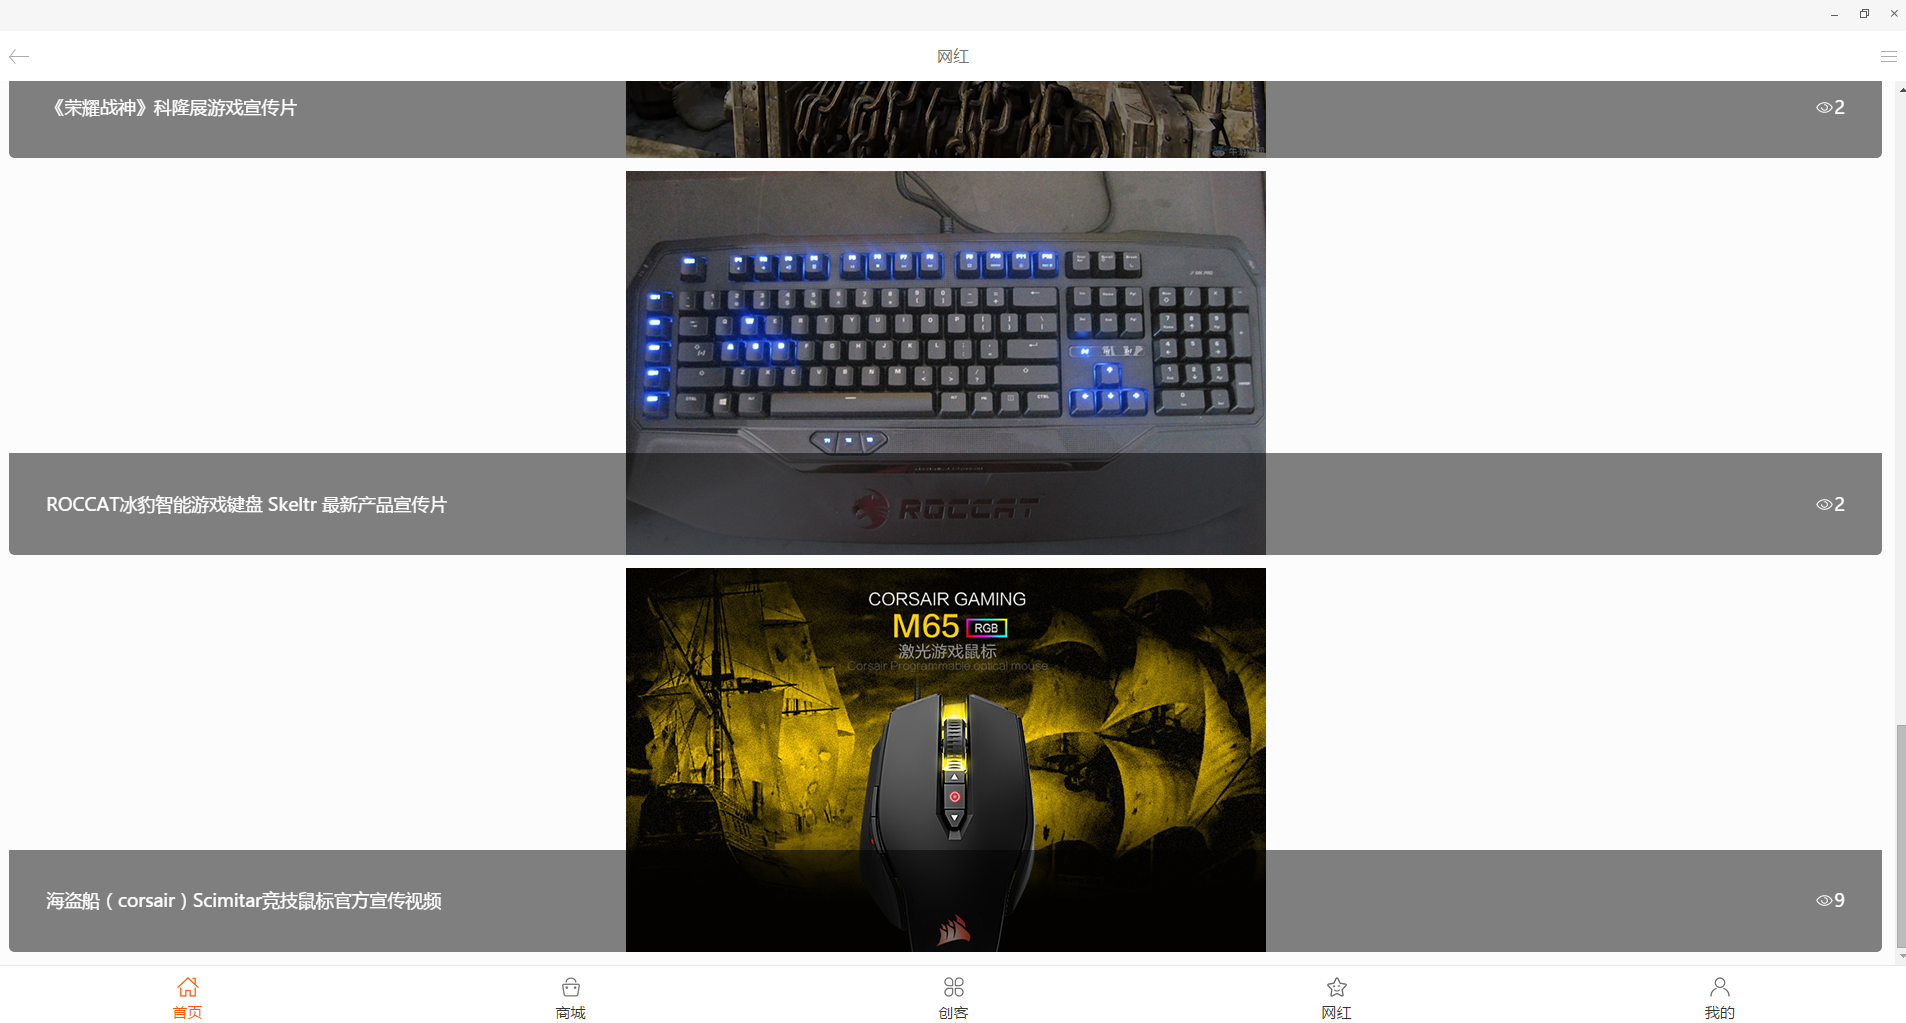 网红
《荣耀战神》科隆展游戏宣传片
2
ROCCAT
ROCCAT冰豹智能游戏键盘 Skeltr 最新产品宣传片
2
CORSAIR GAMING
M65 RGB
激光游戏鼠标
Corsair Programmable optical mouse
海盗船（corsair）Scimitar竞技鼠标官方宣传视频
9
首页
商城
创客
网红
我的